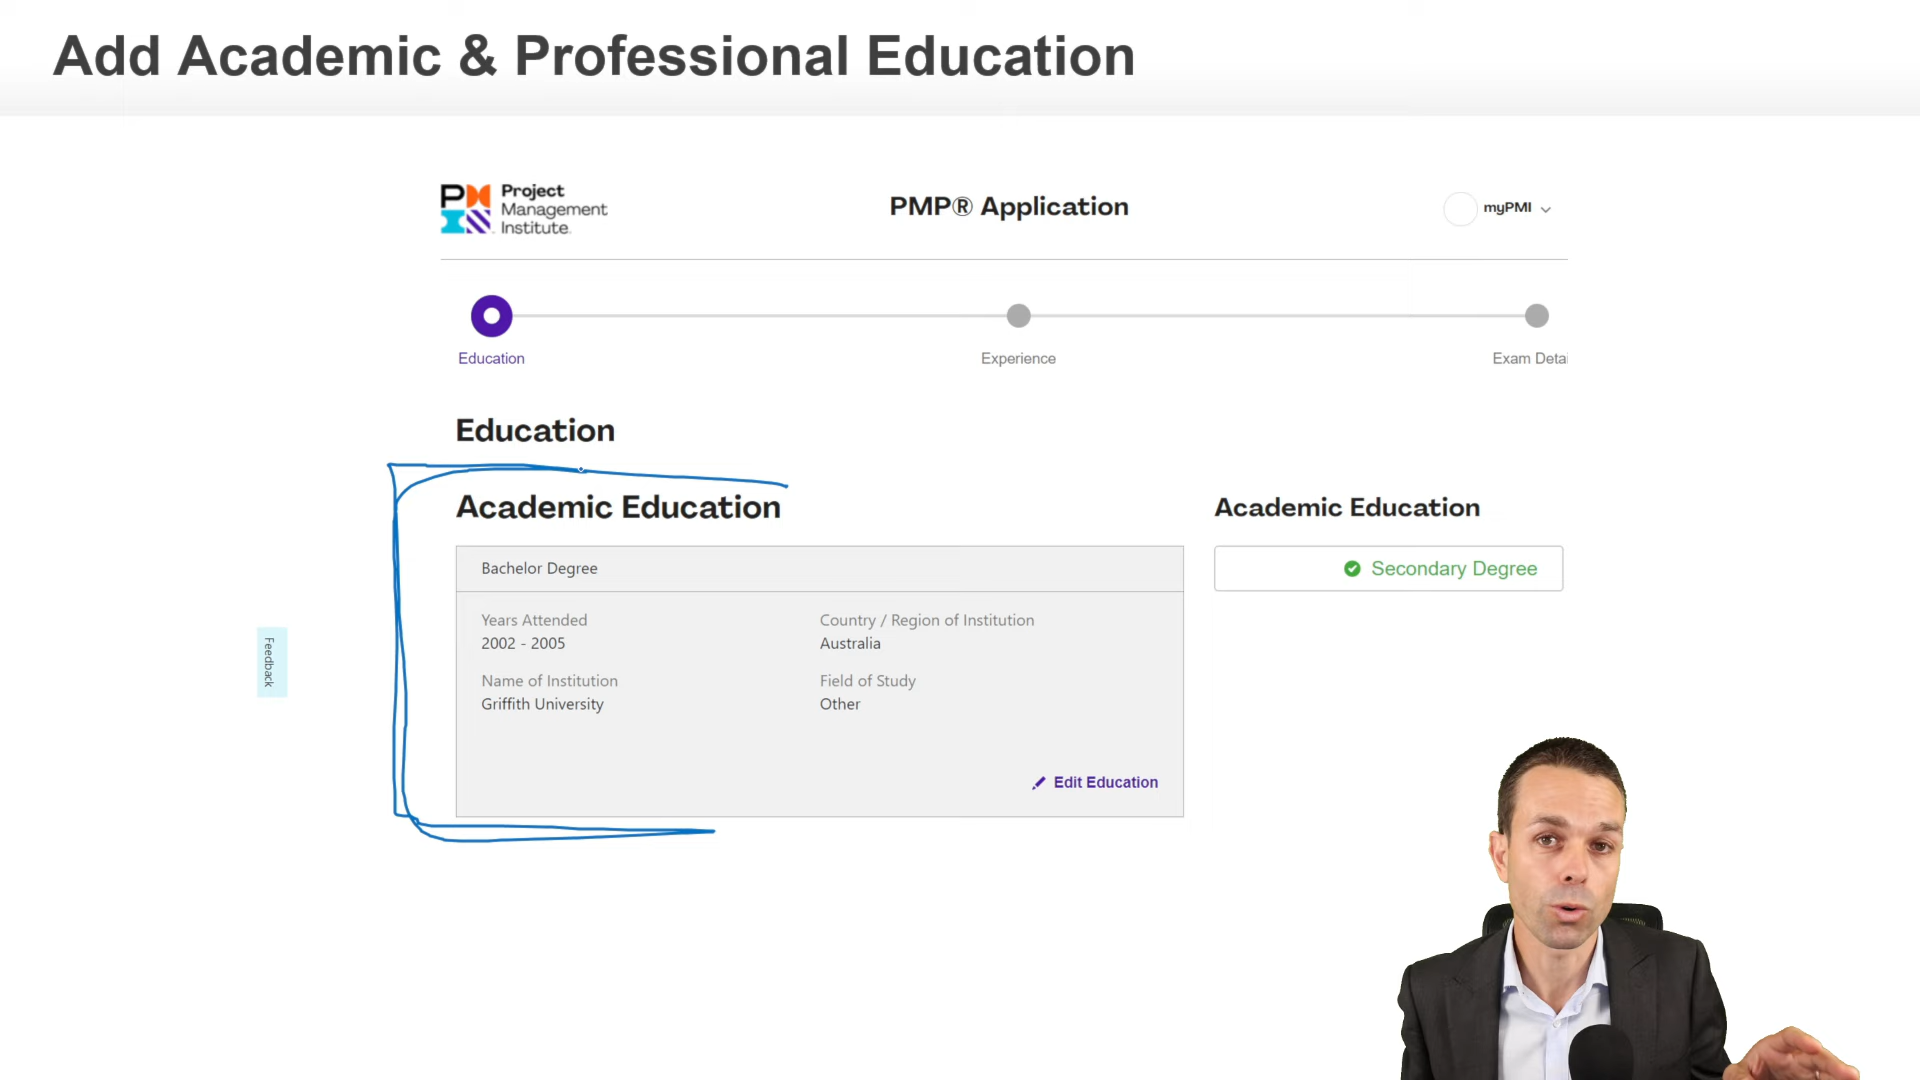 Add Academic & Professional Education
Project
Management
Institute.
PMP® Application
myPMI
Education
Experience
Exam Detai
Education
Academic Education
Academic Education
Bachelor Degree
Secondary Degree
Years Attended
Country / Region of Institution
2002 - 2005
Australia
Name of Institution
Field of Study
Griffith University
Other
Edit Education
Feedback